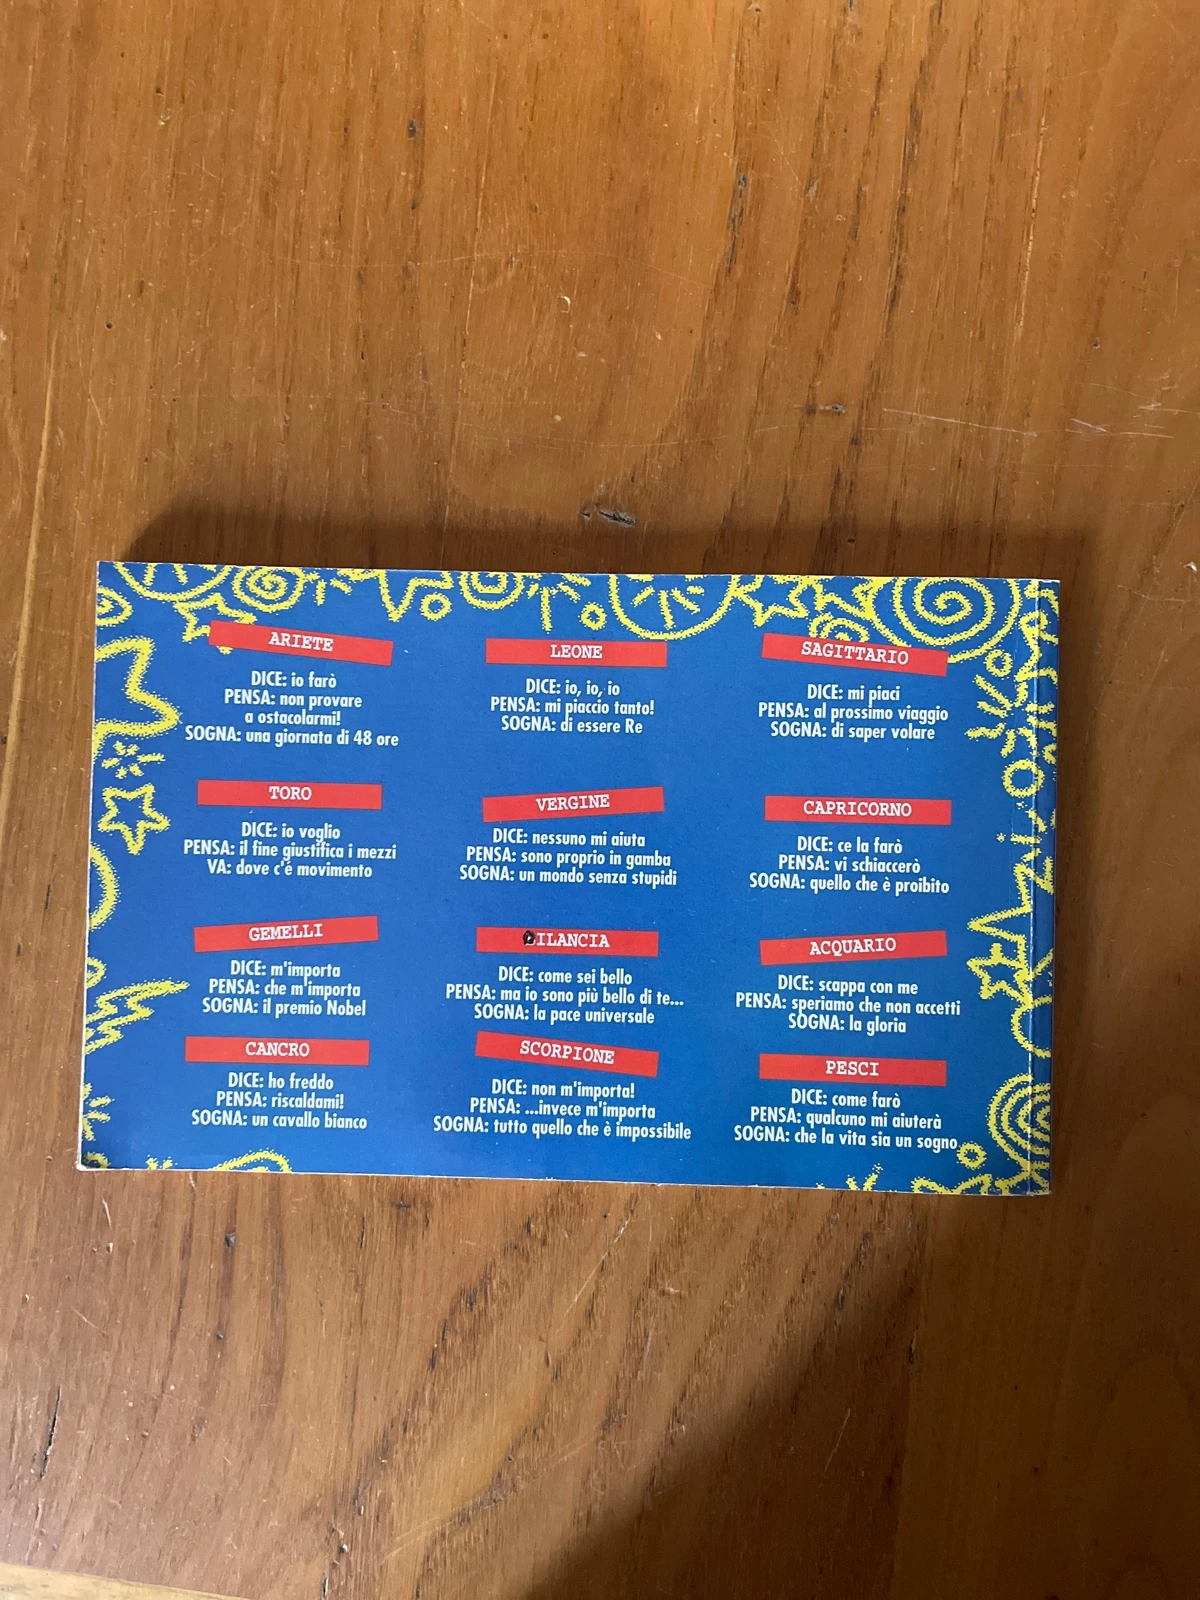 ARIETE
DICE: io farò
PENSA: non provare
a ostacolarmi!
SOGNA: una giornata di 48 ore
TORO
DICE: io voglio
PENSA: il fine giustifica i mezzi
VA: dove c'è movimento
GEMELLI
DICE: m'importa
PENSA: che m'importa
SOGNA: il premio Nobel
CANCRO
DICE: ho freddo
PENSA: riscaldami!
SOGNA: un cavallo bianco
LEONE
DICE: io, io, io
PENSA: mi piaccio tanto!
SOGNA: di essere Re
VERGINE
DICE: nessuno mi aiuta
PENSA: sono proprio in gamba
SOGNA: un mondo senza stupidi
BILANCIA
DICE: come sei bello
PENSA: ma io sono più bello di te...
SOGNA: la pace universale
SCORPIONE
DICE: non m'importa!
PENSA: ...invece m'importa
SOGNA: tutto quello che è impossibile
SAGITTARIO
DICE: mi piaci
PENSA: al prossimo viaggio
SOGNA: di saper volare
CAPRICORNO
DICE: ce la farò
PENSA: vi schiaccerò
SOGNA: quello che è proibito
ACQUARIO
DICE: scappa con me
PENSA: speriamo che non accetti
SOGNA: la gloria
PESCI
DICE: come farò
PENSA: qualcuno mi aiuterà
SOGNA: che la vita sia un sogno